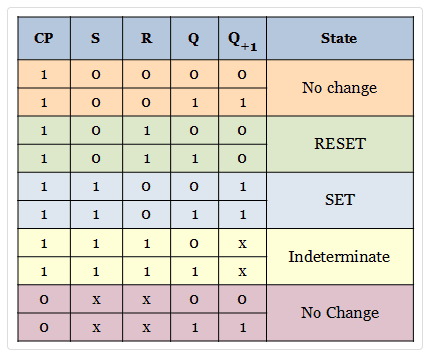 CP S R Q Q+1 State
1 0 0 0 0 No change
1 0 0 1 1
1 0 1 0 0 RESET
1 0 1 1 0
1 1 0 0 1 SET
1 1 0 1 1
1 1 1 0 x Indeterminate
1 1 1 1 x
0 x x 0 0 No Change
0 x x 1 1